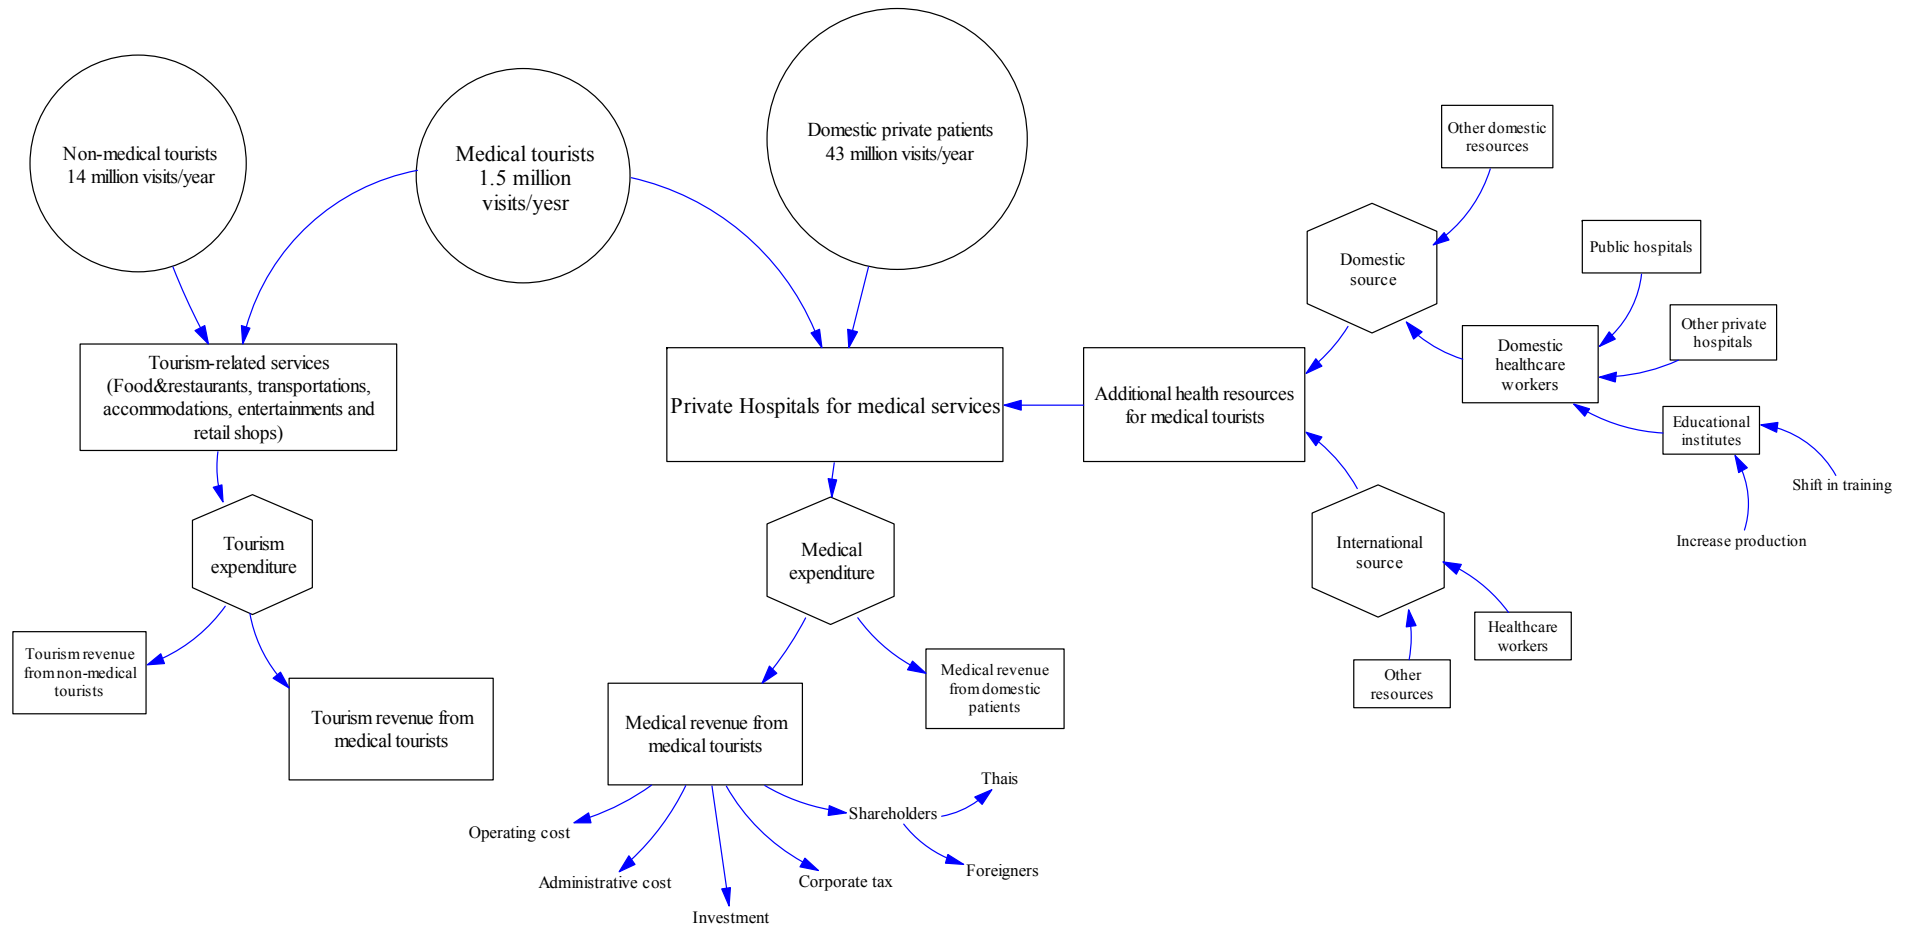 Non-medical tourists
14 million visits/year
Medical tourists
1.5 million
visits/yesr
Domestic private patients
43 million visits/year
Other domestic
resources
Domestic
source
Public hospitals
Other private
hospitals
Domestic
healthcare
workers
Educational
institutes
Shift in training
Increase production
Tourism-related services
(Food&restaurants, transportations,
accommodations, entertainments and
retail shops)
Private Hospitals for medical services
Additional health resources
for medical tourists
International
source
Healthcare
workers
Other
resources
Tourism
expenditure
Medical
expenditure
Tourism revenue
from non-medical
tourists
Tourism revenue from
medical tourists
Medical revenue from
medical tourists
Medical revenue
from domestic
patients
Operating cost
Administrative cost
Investment
Corporate tax
Shareholders
Thais
Foreigners